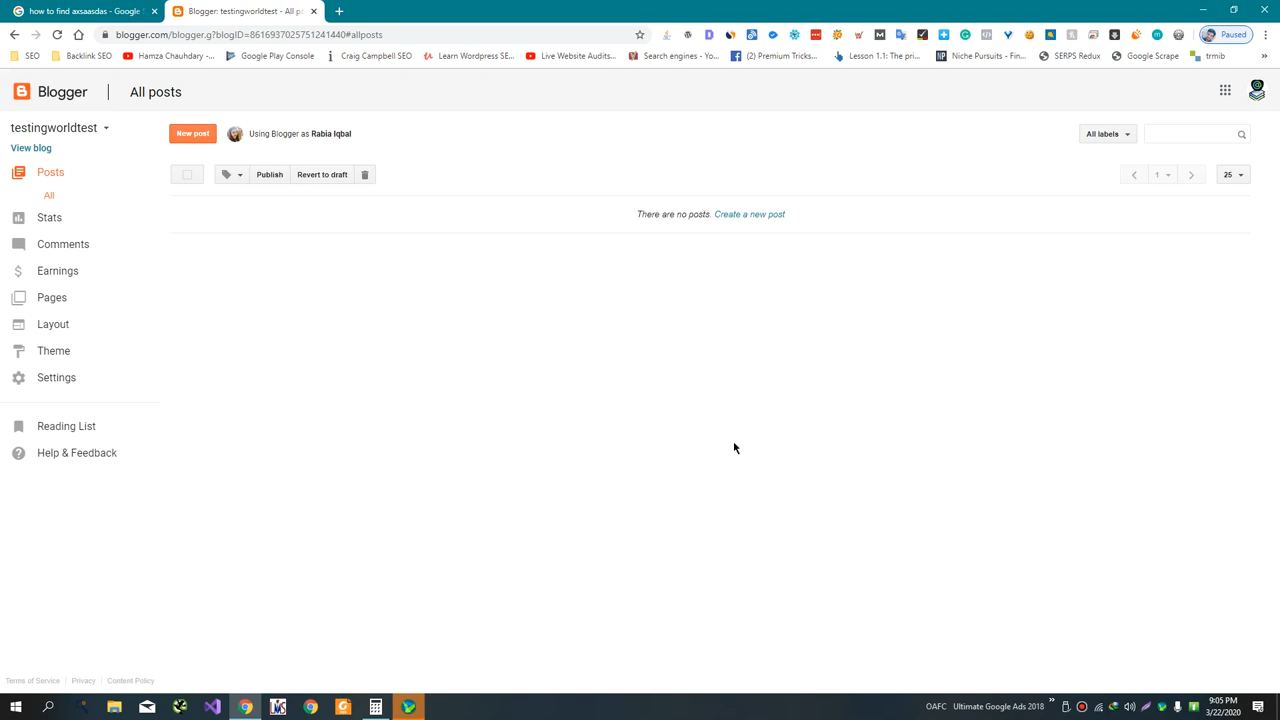 how to find axsaasdas - Google S
Blogger: testingworldtest - All po
blogger.com/blogger.g?blogID=8616937025751241440#allposts
Paused
SEO
Backlink SEO
Hamza Chauhdary -...
Google Play Console
Craig Campbell SEO
Learn Wordpress SE...
Live Website Audits...
Search engines - Yo...
(2) Premium Tricks...
Lesson 1.1: The pri...
Niche Pursuits - Fin...
SERPS Redux
Google Scrape
trmib
»
Blogger
All posts
testingworldtest
New post
Using Blogger as Rabia Iqbal
All labels
View blog
Posts
Publish
Revert to draft
1
25
All
There are no posts. Create a new post
Stats
Comments
Earnings
Pages
Layout
Theme
Settings
Reading List
Help & Feedback
Terms of Service | Privacy | Content Policy
OAFC
Ultimate Google Ads 2018
»
9:05 PM
3/22/2020